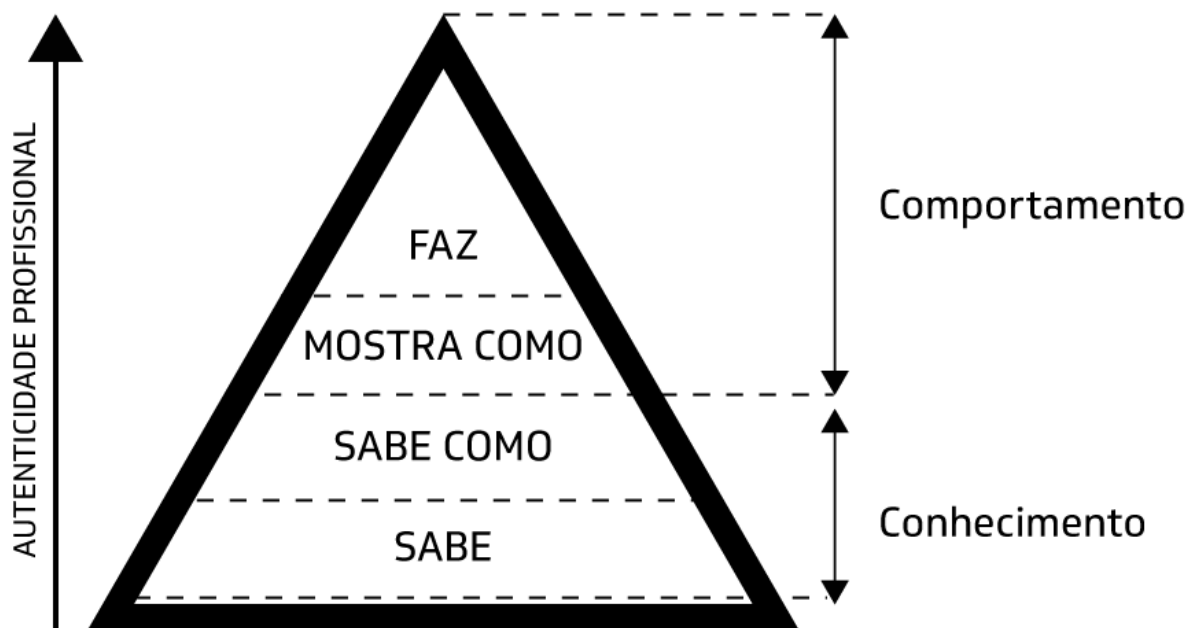 AUTENTICIDADE PROFISSIONAL
FAZ
MOSTRA COMO
SABE COMO
SABE
Comportamento
Conhecimento